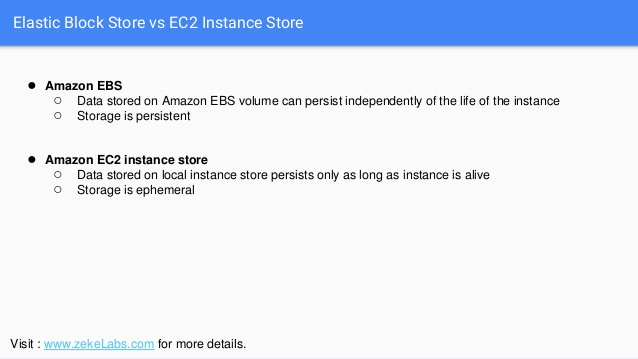 Elastic Block Store vs EC2 Instance Store
● Amazon EBS
○ Data stored on Amazon EBS volume can persist independently of the life of the instance
○ Storage is persistent
● Amazon EC2 instance store
○ Data stored on local instance store persists only as long as instance is alive
○ Storage is ephemeral
Visit : www.zekeLabs.com for more details.